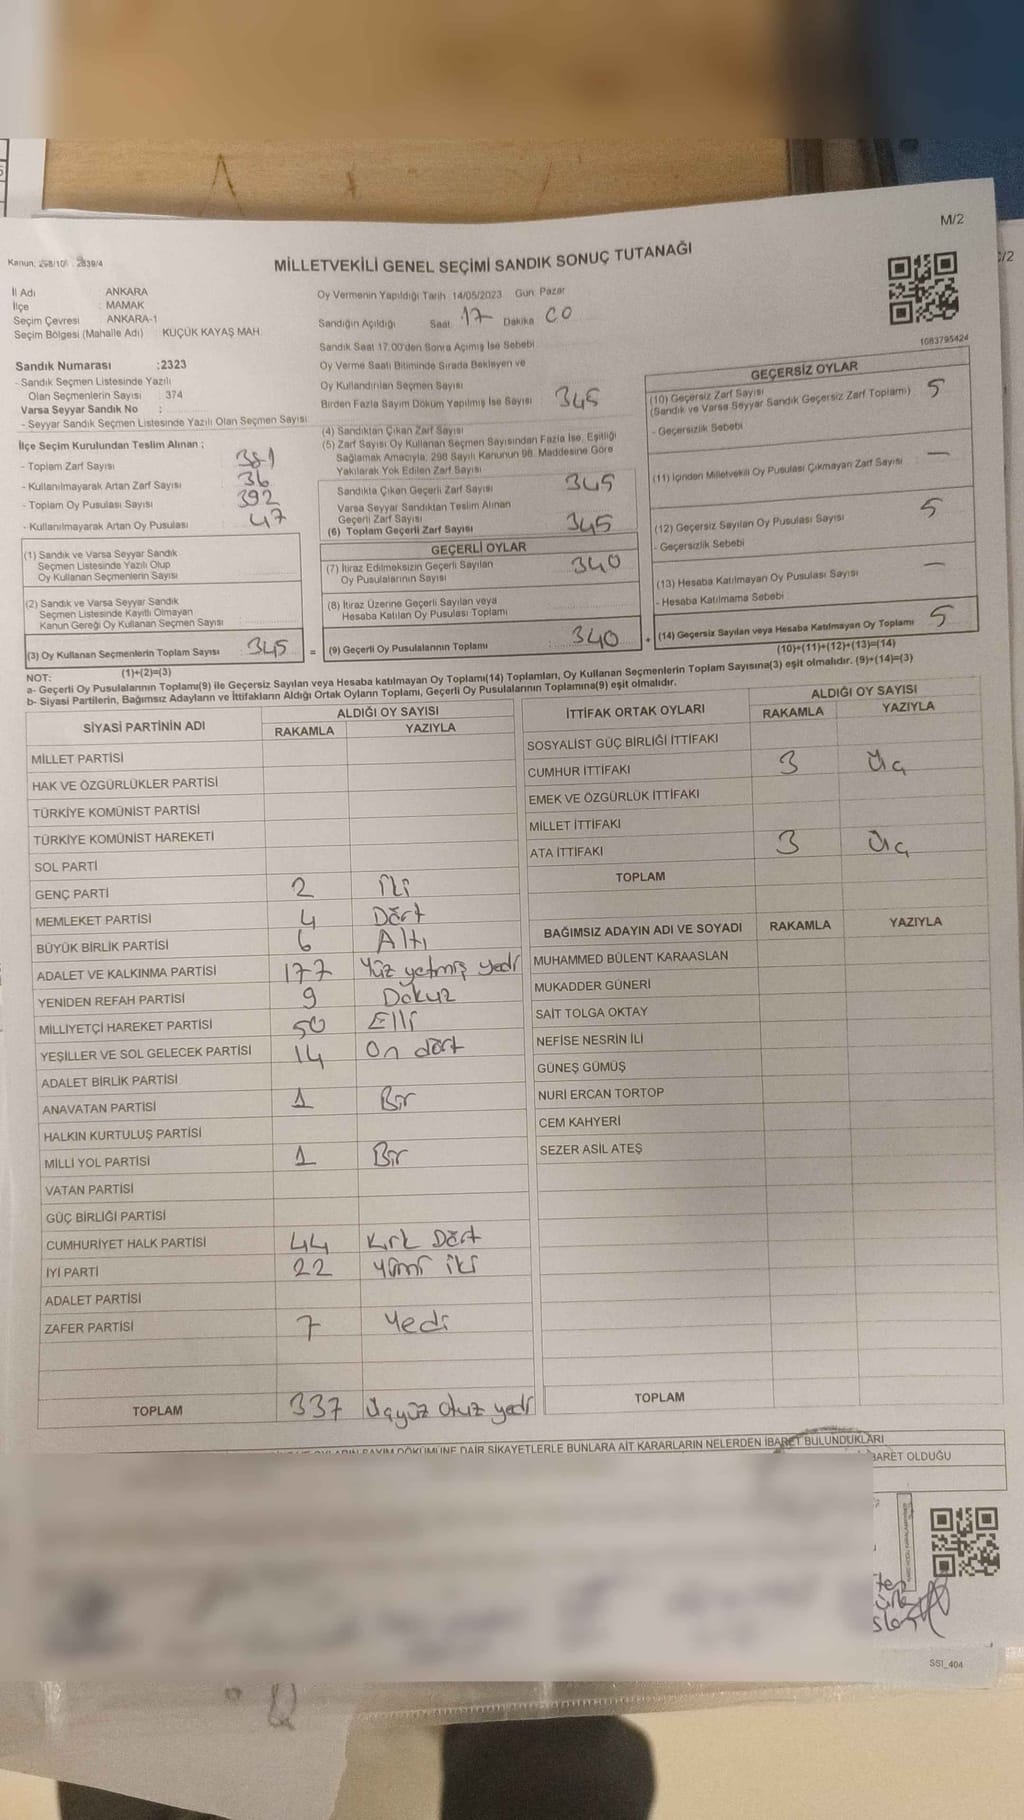 M/2
Kanun: 298/105 2839/4
MİLLETVEKİLİ GENEL SEÇİMİ SANDIK SONUÇ TUTANAĞI
İl Adı : ANKARA
İlçe : MAMAK
Seçim Çevresi : ANKARA-1
Seçim Bölgesi (Mahalle Adı) : KÜÇÜK KAYAŞ MAH.
Sandık Numarası :2323
- Sandık Seçmen Listesinde Yazılı
Olan Seçmenlerin Sayısı : 374
Varsa Seyyar Sandık No :
- Seyyar Sandık Seçmen Listesinde Yazılı Olan Seçmen Sayısı
İlçe Seçim Kurulundan Teslim Alınan ;
- Toplam Zarf Sayısı 381
- Kullanılmayarak Artan Zarf Sayısı 36
- Toplam Oy Pusulası Sayısı 392
- Kullanılmayarak Artan Oy Pusulası 47
(1) Sandık ve Varsa Seyyar Sandık
Seçmen Listesinde Yazılı Olup
Oy Kullanan Seçmenlerin Sayısı
(2) Sandık ve Varsa Seyyar Sandık
Seçmen Listesinde Kayıtlı Olmayan
Kanun Gereği Oy Kullanan Seçmen Sayısı
(3) Oy Kullanan Seçmenlerin Toplam Sayısı : 345 =
(1)+(2)=(3)
Oy Vermenin Yapıldığı Tarih: 14/05/2023 Gün: Pazar
Sandığın Açıldığı Saat 17 Dakika 00
Sandık Saat 17.00'den Sonra Açılmış İse Sebebi
Oy Verme Saati Bitiminde Sırada Bekleyen ve
Oy Kullandırılan Seçmen Sayısı
Birden Fazla Sayım Döküm Yapılmış İse Sayısı
(4) Sandıktan Çıkan Zarf Sayısı 345
(5) Zarf Sayısı Oy Kullanan Seçmen Sayısından Fazla İse, Eşitliği
Sağlamak Amacıyla, 298 Sayılı Kanunun 98. Maddesine Göre
Yakılarak Yok Edilen Zarf Sayısı
Sandıkta Çıkan Geçerli Zarf Sayısı 345
Varsa Seyyar Sandıktan Teslim Alınan
Geçerli Zarf Sayısı
(6) Toplam Geçerli Zarf Sayısı 345
GEÇERLİ OYLAR
(7) İtiraz Edilmeksizin Geçerli Sayılan 340
Oy Pusulalarının Sayısı
(8) İtiraz Üzerine Geçerli Sayılan veya
Hesaba Katılan Oy Pusulası Toplamı
(9) Geçerli Oy Pusulalarının Toplamı : 340 +
1083795424
GEÇERSİZ OYLAR
(10) Geçersiz Zarf Sayısı 5
(Sandık ve Varsa Seyyar Sandık Geçersiz Zarf Toplamı)
- Geçersizlik Sebebi
(11) İçinden Milletvekili Oy Pusulası Çıkmayan Zarf Sayısı —
(12) Geçersiz Sayılan Oy Pusulası Sayısı 5
- Geçersizlik Sebebi
(13) Hesaba Katılmayan Oy Pusulası Sayısı —
- Hesaba Katılmama Sebebi
(14) Geçersiz Sayılan veya Hesaba Katılmayan Oy Toplamı 5
(10)+(11)+(12)+(13)=(14)
NOT:
a- Geçerli Oy Pusulalarının Toplamı(9) ile Geçersiz Sayılan veya Hesaba katılmayan Oy Toplamı(14) Toplamları, Oy Kullanan Seçmenlerin Toplam Sayısına(3) eşit olmalıdır. (9)+(14)=(3)
b- Siyasi Partilerin, Bağımsız Adayların ve İttifakların Aldığı Ortak Oyların Toplamı, Geçerli Oy Pusulalarının Toplamına(9) eşit olmalıdır.
SİYASİ PARTİNİN ADI ALDIĞI OY SAYISI
RAKAMLA YAZIYLA
MİLLET PARTİSİ
HAK VE ÖZGÜRLÜKLER PARTİSİ
TÜRKİYE KOMÜNİST PARTİSİ
TÜRKİYE KOMÜNİST HAREKETİ
SOL PARTİ
GENÇ PARTİ 2 İki
MEMLEKET PARTİSİ 4 Dört
BÜYÜK BİRLİK PARTİSİ 6 Altı
ADALET VE KALKINMA PARTİSİ 177 Yüz yetmiş yedi
YENİDEN REFAH PARTİSİ 9 Dokuz
MİLLİYETÇİ HAREKET PARTİSİ 50 Elli
YEŞİLLER VE SOL GELECEK PARTİSİ 14 On dört
ADALET BİRLİK PARTİSİ
ANAVATAN PARTİSİ 1 Bir
HALKIN KURTULUŞ PARTİSİ
MİLLİ YOL PARTİSİ 1 Bir
VATAN PARTİSİ
GÜÇ BİRLİĞİ PARTİSİ
CUMHURİYET HALK PARTİSİ 44 Kırk Dört
İYİ PARTİ 22 Yirmi iki
ADALET PARTİSİ
ZAFER PARTİSİ 7 Yedi
TOPLAM 337 Üçyüz Otuz yedi
İTTİFAK ORTAK OYLARI ALDIĞI OY SAYISI
RAKAMLA YAZIYLA
SOSYALİST GÜÇ BİRLİĞİ İTTİFAKI
CUMHUR İTTİFAKI 3 Üç
EMEK VE ÖZGÜRLÜK İTTİFAKI
MİLLET İTTİFAKI
ATA İTTİFAKI 3 Üç
TOPLAM
BAĞIMSIZ ADAYIN ADI VE SOYADI RAKAMLA YAZIYLA
MUHAMMED BÜLENT KARAASLAN
MUKADDER GÜNERİ
SAİT TOLGA OKTAY
NEFİSE NESRİN İLİ
GÜNEŞ GÜMÜŞ
NURİ ERCAN TORTOP
CEM KAHYERİ
SEZER ASİL ATEŞ
TOPLAM
SAYIM DÖKÜMÜNE DAİR ŞİKAYETLERLE BUNLARA AİT KARARLARIN NELERDEN İBARET BULUNDUKLARI
BARET OLDUĞU
SS1_404